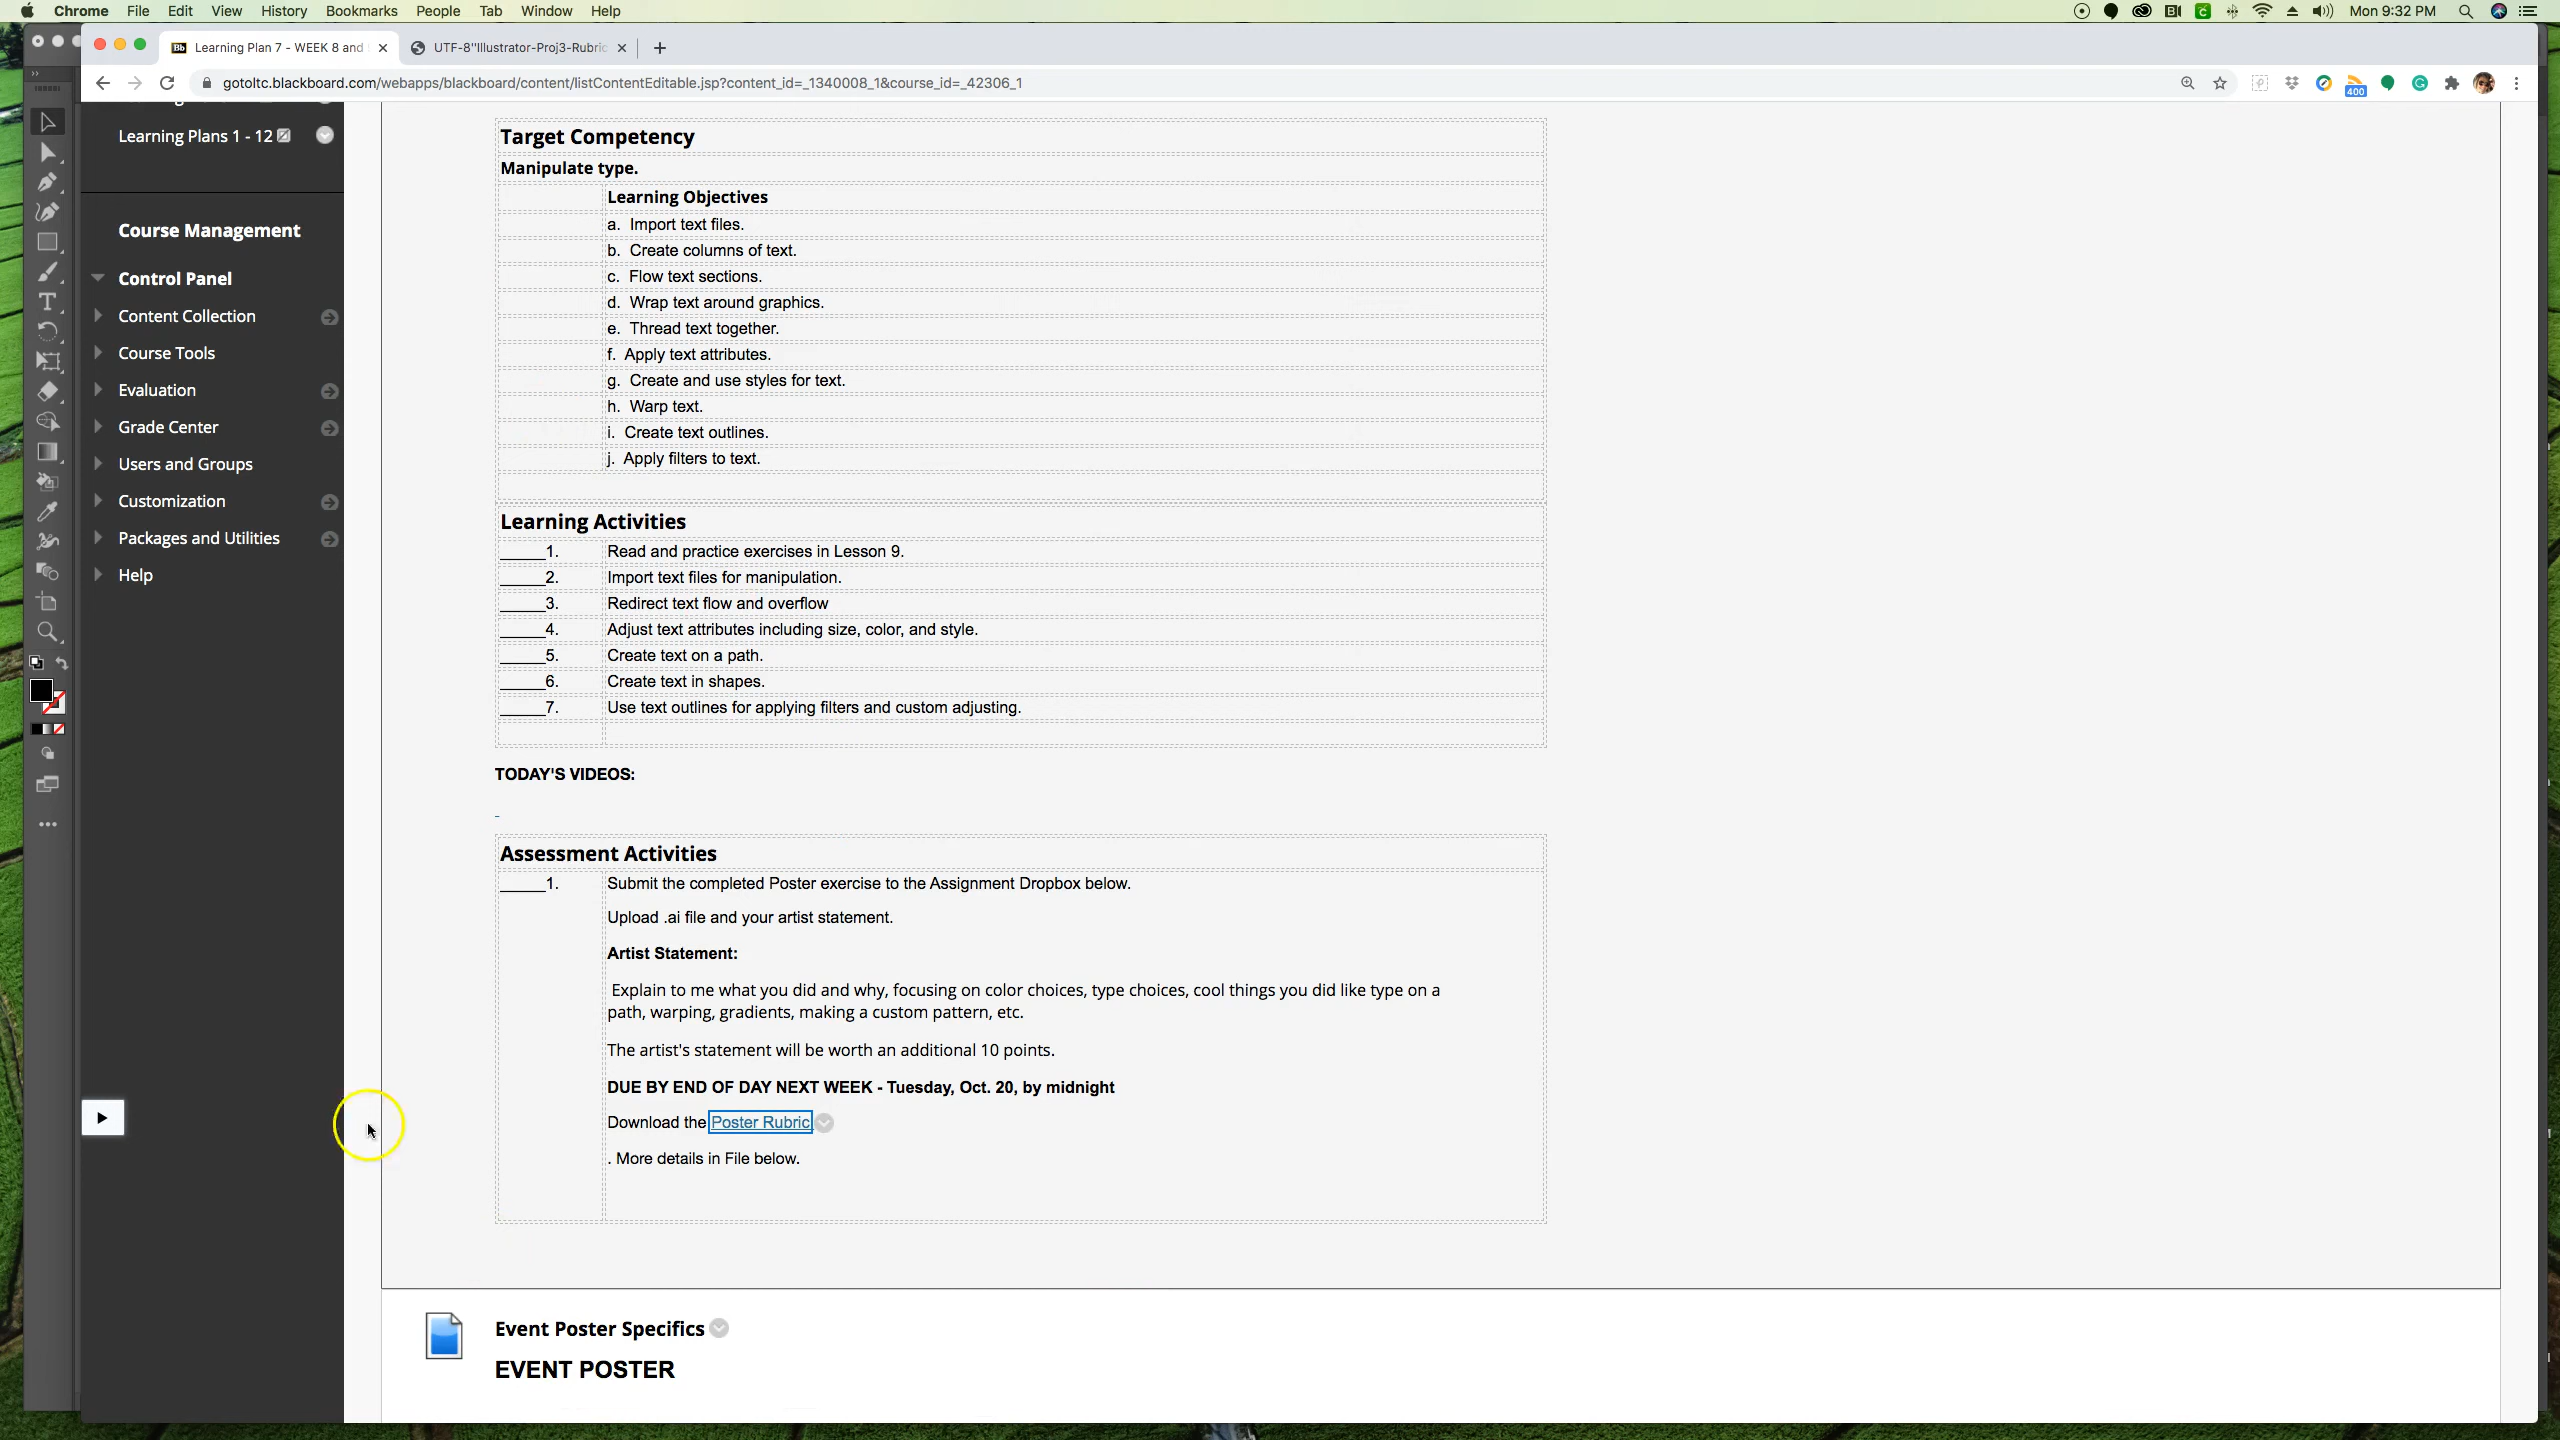 Chrome File Edit View History Bookmarks People Tab Window Help Mon 9:32 PM
Learning Plan 7 - WEEK 8 and
UTF-8''Illustrator-Proj3-Rubric
gotoltc.blackboard.com/webapps/blackboard/content/listContentEditable.jsp?content_id=_1340008_1&course_id=_42306_1
400
Learning Plans 1 - 12
Course Management
Control Panel
Content Collection
Course Tools
Evaluation
Grade Center
Users and Groups
Customization
Packages and Utilities
Help
Target Competency
Manipulate type.
Learning Objectives
a. Import text files.
b. Create columns of text.
c. Flow text sections.
d. Wrap text around graphics.
e. Thread text together.
f. Apply text attributes.
g. Create and use styles for text.
h. Warp text.
i. Create text outlines.
j. Apply filters to text.
Learning Activities
_____1. Read and practice exercises in Lesson 9.
_____2. Import text files for manipulation.
_____3. Redirect text flow and overflow
_____4. Adjust text attributes including size, color, and style.
_____5. Create text on a path.
_____6. Create text in shapes.
_____7. Use text outlines for applying filters and custom adjusting.
TODAY'S VIDEOS:
Assessment Activities
_____1. Submit the completed Poster exercise to the Assignment Dropbox below.
Upload .ai file and your artist statement.
Artist Statement:
Explain to me what you did and why, focusing on color choices, type choices, cool things you did like type on a
path, warping, gradients, making a custom pattern, etc.
The artist's statement will be worth an additional 10 points.
DUE BY END OF DAY NEXT WEEK - Tuesday, Oct. 20, by midnight
Download the Poster Rubric
. More details in File below.
Event Poster Specifics
EVENT POSTER